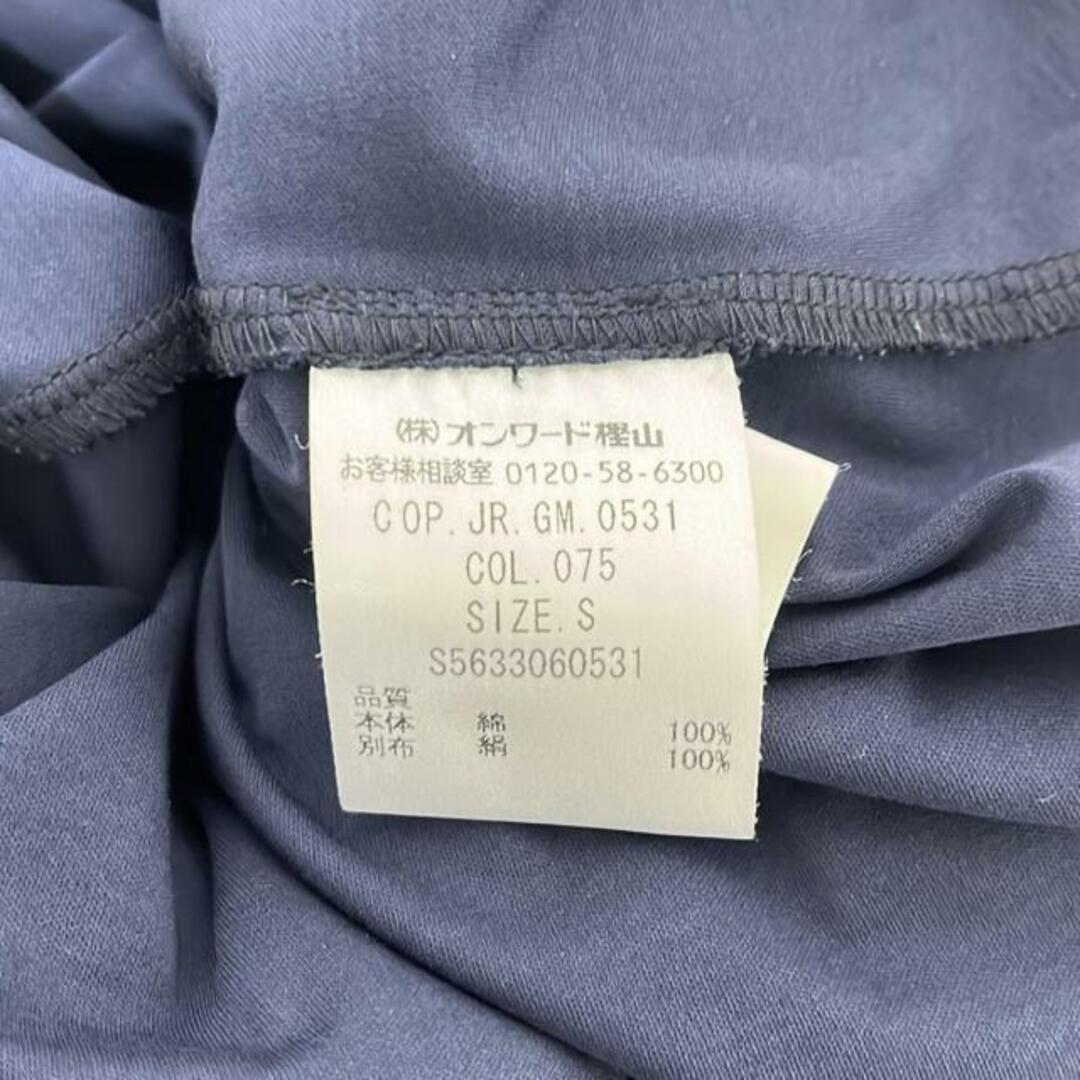 (株)オンワード樫山
お客様相談室 0120-58-6300
COP.JR.GM.0531
COL.075
SIZE.S
S5633060531
品質
本体 綿 100%
別布 絹 100%